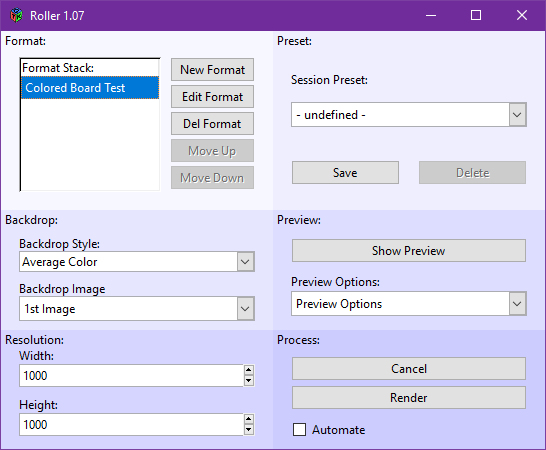 Roller 1.07
Format:
Format Stack:
Colored Board Test
New Format
Edit Format
Del Format
Move Up
Move Down
Preset:
Session Preset:
- undefined -
Save
Delete
Backdrop:
Backdrop Style:
Average Color
Backdrop Image
1st Image
Preview:
Show Preview
Preview Options:
Preview Options
Resolution:
Width:
1000
Height:
1000
Process:
Cancel
Render
Automate